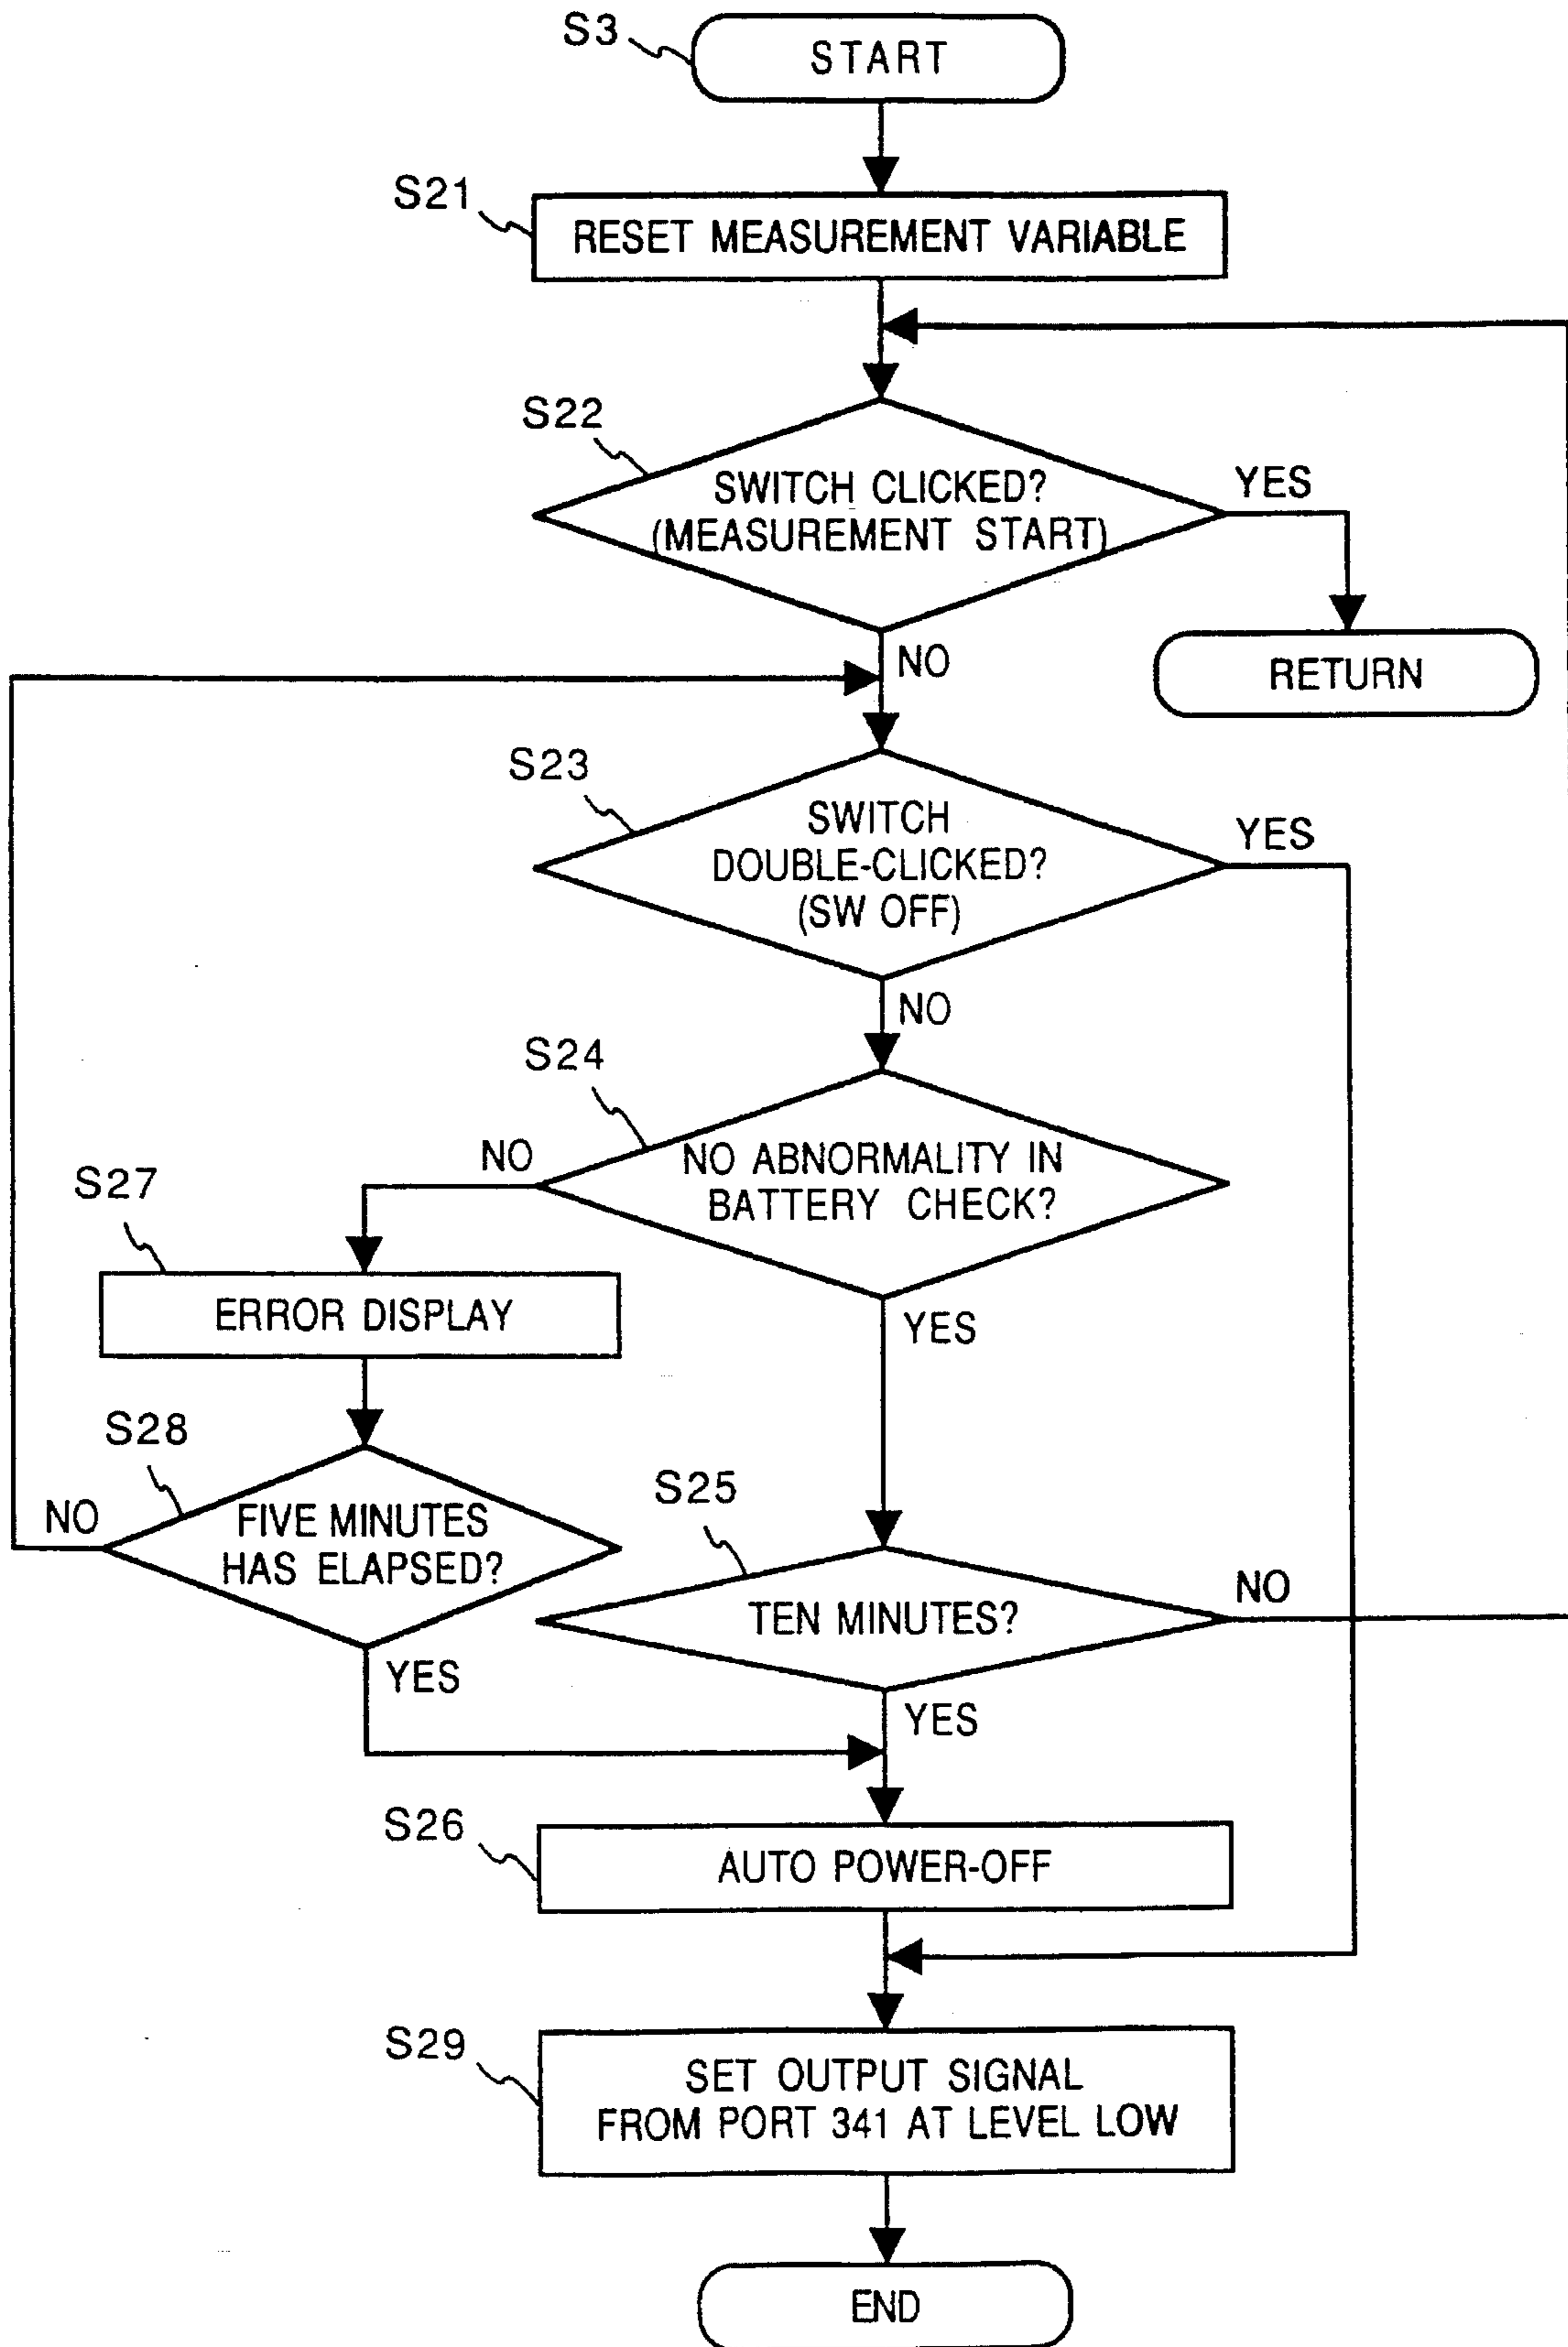 S3
START
S21
RESET MEASUREMENT VARIABLE
S22
SWITCH CLICKED?
(MEASUREMENT START)
YES
RETURN
NO
S23
SWITCH
DOUBLE-CLICKED?
(SW OFF)
YES
NO
S24
NO ABNORMALITY IN
BATTERY CHECK?
NO
YES
S27
ERROR DISPLAY
S28
FIVE MINUTES
HAS ELAPSED?
NO
YES
S25
TEN MINUTES?
NO
YES
S26
AUTO POWER-OFF
S29
SET OUTPUT SIGNAL
FROM PORT 341 AT LEVEL LOW
END